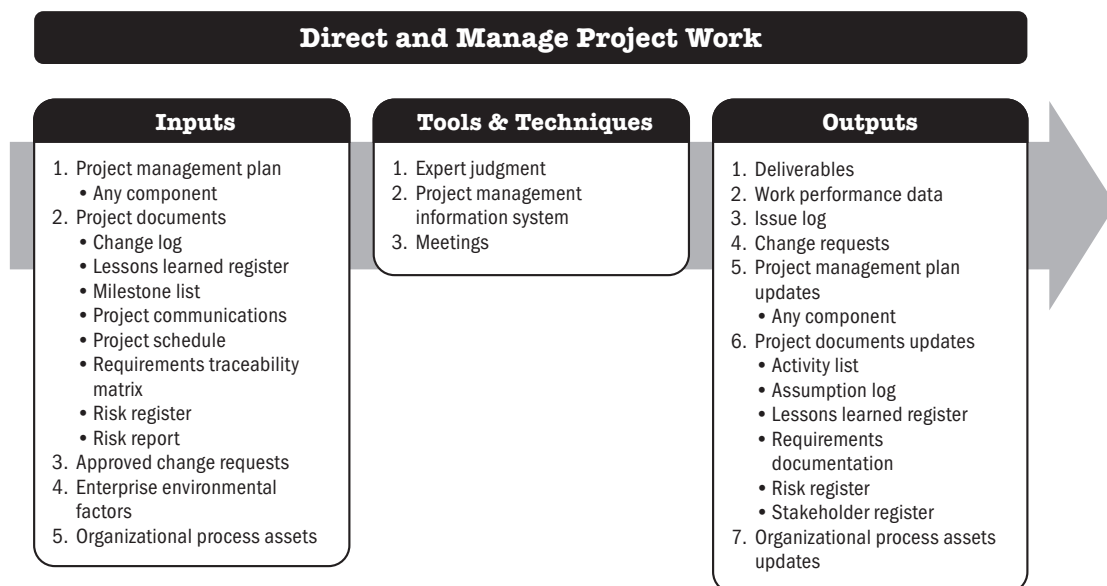 Direct and Manage Project Work
Inputs
1. Project management plan
• Any component
2. Project documents
• Change log
• Lessons learned register
• Milestone list
• Project communications
• Project schedule
• Requirements traceability
matrix
• Risk register
• Risk report
3. Approved change requests
4. Enterprise environmental
factors
5. Organizational process assets
Tools & Techniques
1. Expert judgment
2. Project management
information system
3. Meetings
Outputs
1. Deliverables
2. Work performance data
3. Issue log
4. Change requests
5. Project management plan
updates
• Any component
6. Project documents updates
• Activity list
• Assumption log
• Lessons learned register
• Requirements
documentation
• Risk register
• Stakeholder register
7. Organizational process assets
updates